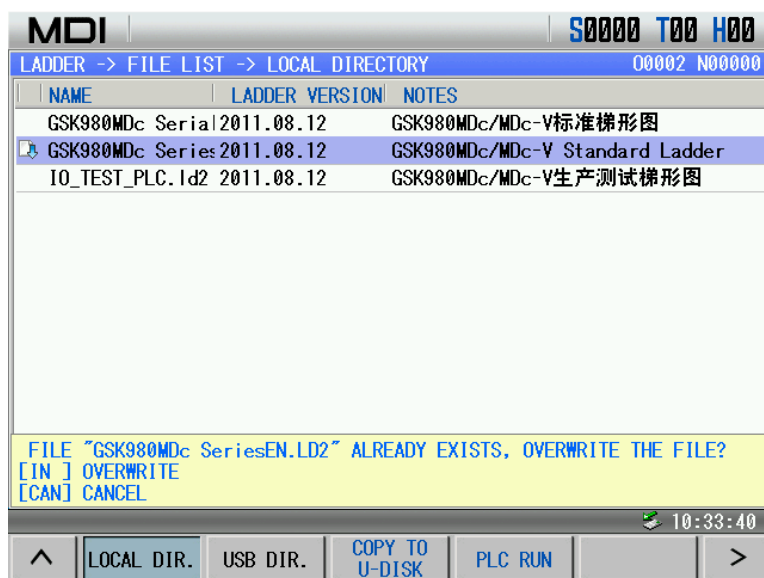 MDI S0000 T00 H00
LADDER -> FILE LIST -> LOCAL DIRECTORY O0002 N00000
NAME LADDER VERSION NOTES
GSK980MDc Serial 2011.08.12 GSK980MDc/MDc-V标准梯形图
GSK980MDc Series 2011.08.12 GSK980MDc/MDc-V Standard Ladder
IO_TEST_PLC.ld2 2011.08.12 GSK980MDc/MDc-V生产测试梯形图
FILE "GSK980MDc SeriesEN.LD2" ALREADY EXISTS, OVERWRITE THE FILE?
[IN ] OVERWRITE
[CAN] CANCEL
10:33:40
^ LOCAL DIR. USB DIR. COPY TO U-DISK PLC RUN >